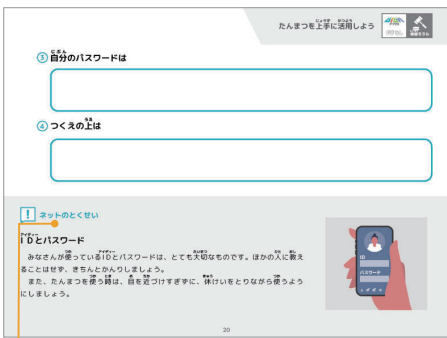 たんまつを上手に活用しよう
③自分のパスワードは
④つくえの上は
! ネットのとくせい
IDとパスワード
みなさんが使っているIDとパスワードは、とても大切なものです。ほかの人に教え
ることはせず、きちんとかんりしましょう。
また、たんまつを使う時は、目を近づけすぎずに、休けいをとりながら使うよう
にしましょう。
ID
パスワード
20